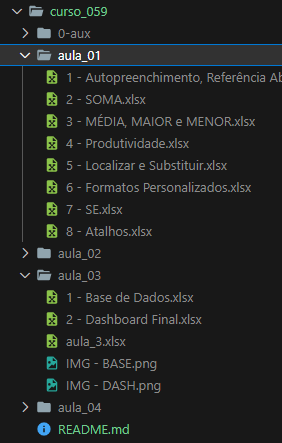 curso_059
0-aux
aula_01
1 - Autopreenchimento, Referência Ab
2 - SOMA.xlsx
3 - MÉDIA, MAIOR e MENOR.xlsx
4 - Produtividade.xlsx
5 - Localizar e Substituir.xlsx
6 - Formatos Personalizados.xlsx
7 - SE.xlsx
8 - Atalhos.xlsx
aula_02
aula_03
1 - Base de Dados.xlsx
2 - Dashboard Final.xlsx
aula_3.xlsx
IMG - BASE.png
IMG - DASH.png
aula_04
README.md